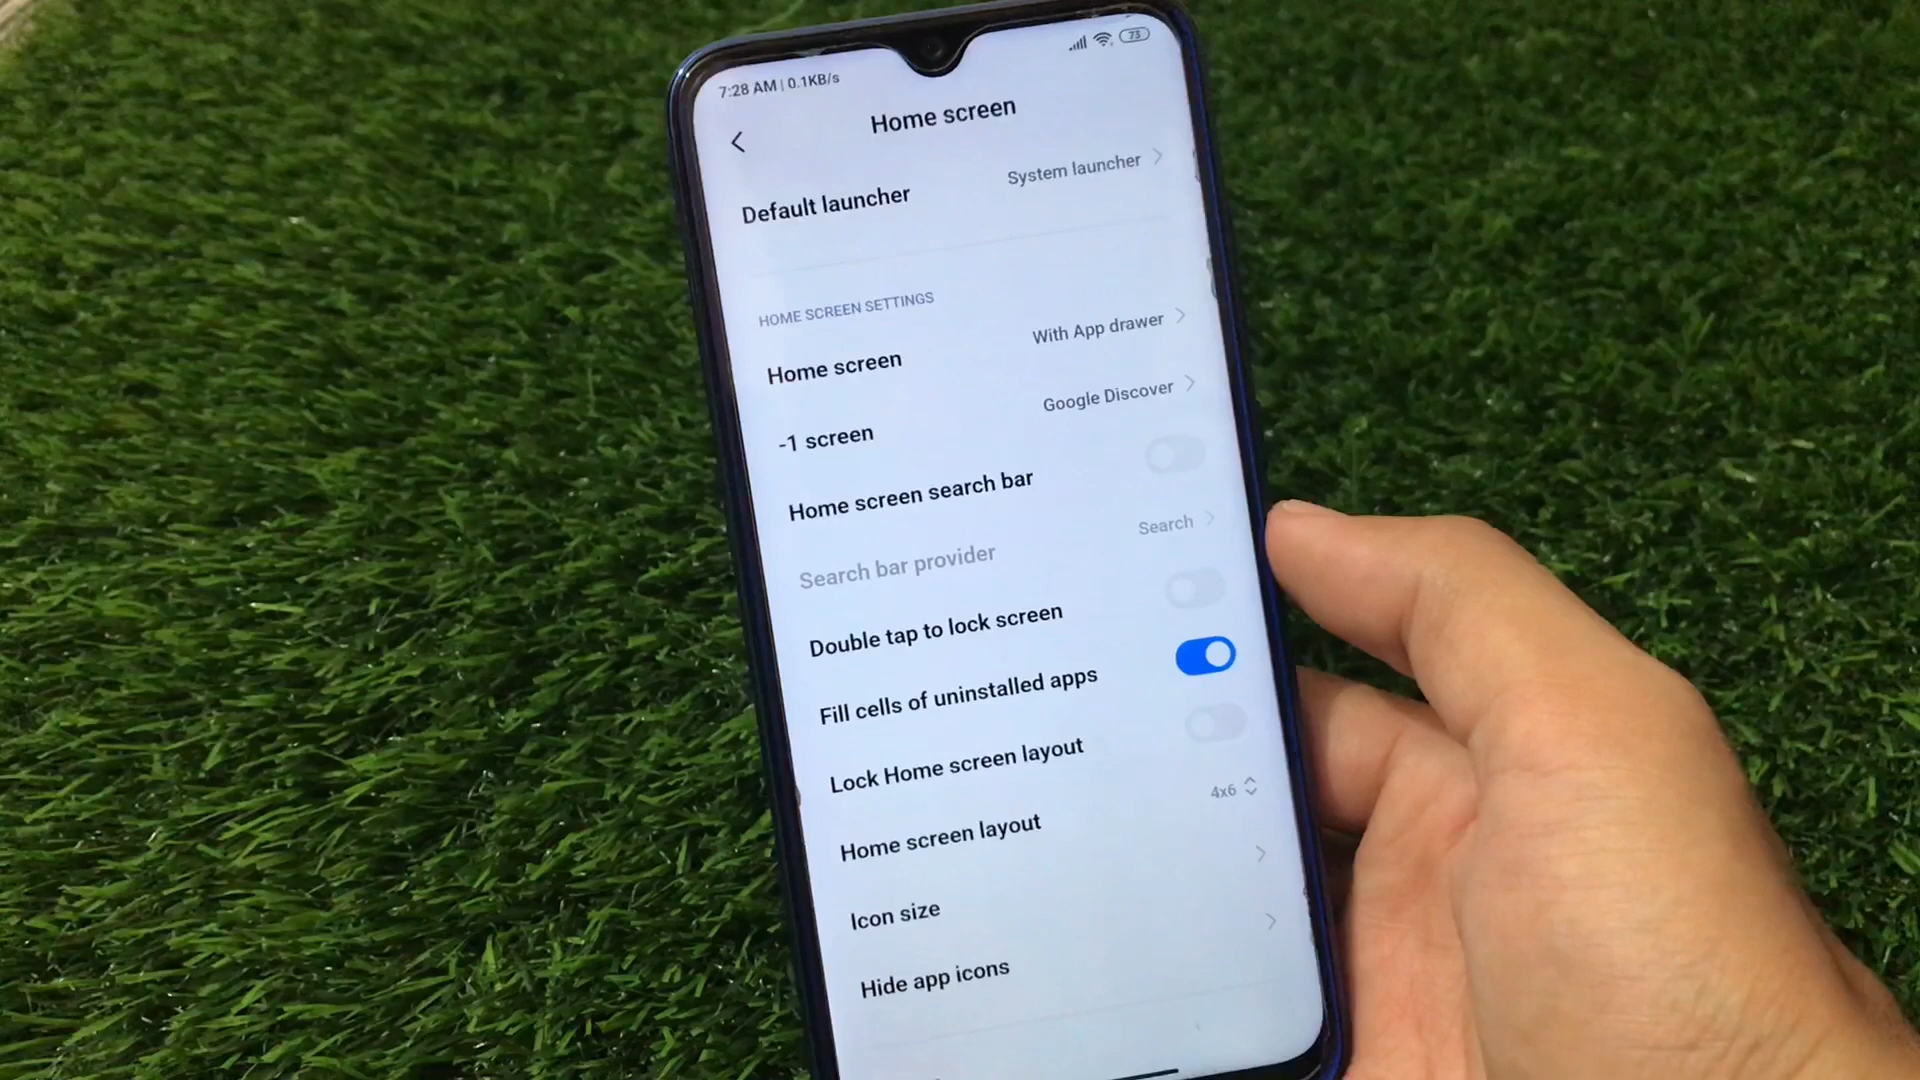 7:28 AM | 0.1KB/s
73
Home screen
Default launcher
System launcher
HOME SCREEN SETTINGS
Home screen
With App drawer
-1 screen
Google Discover
Home screen search bar
Search bar provider
Search
Double tap to lock screen
Fill cells of uninstalled apps
Lock Home screen layout
Home screen layout
4x6
Icon size
Hide app icons